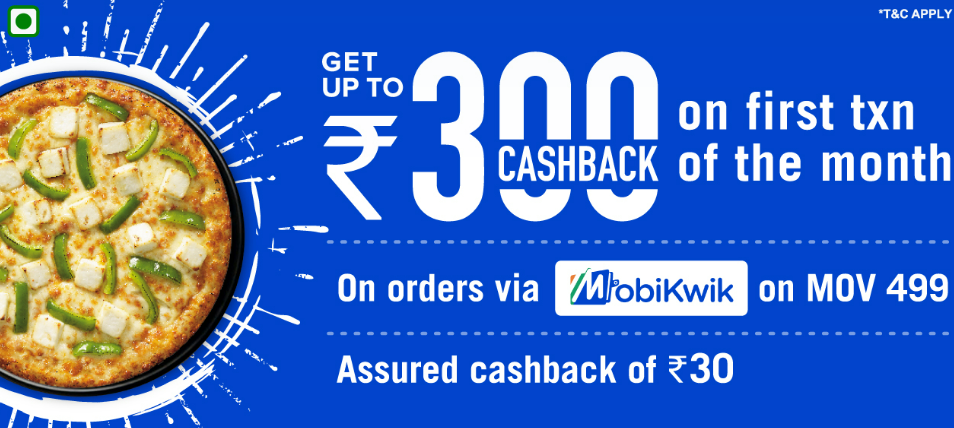 *T&C APPLY
GET
UP TO
₹300
CASHBACK
on first txn
of the month
On orders via MobiKwik on MOV 499
Assured cashback of ₹30